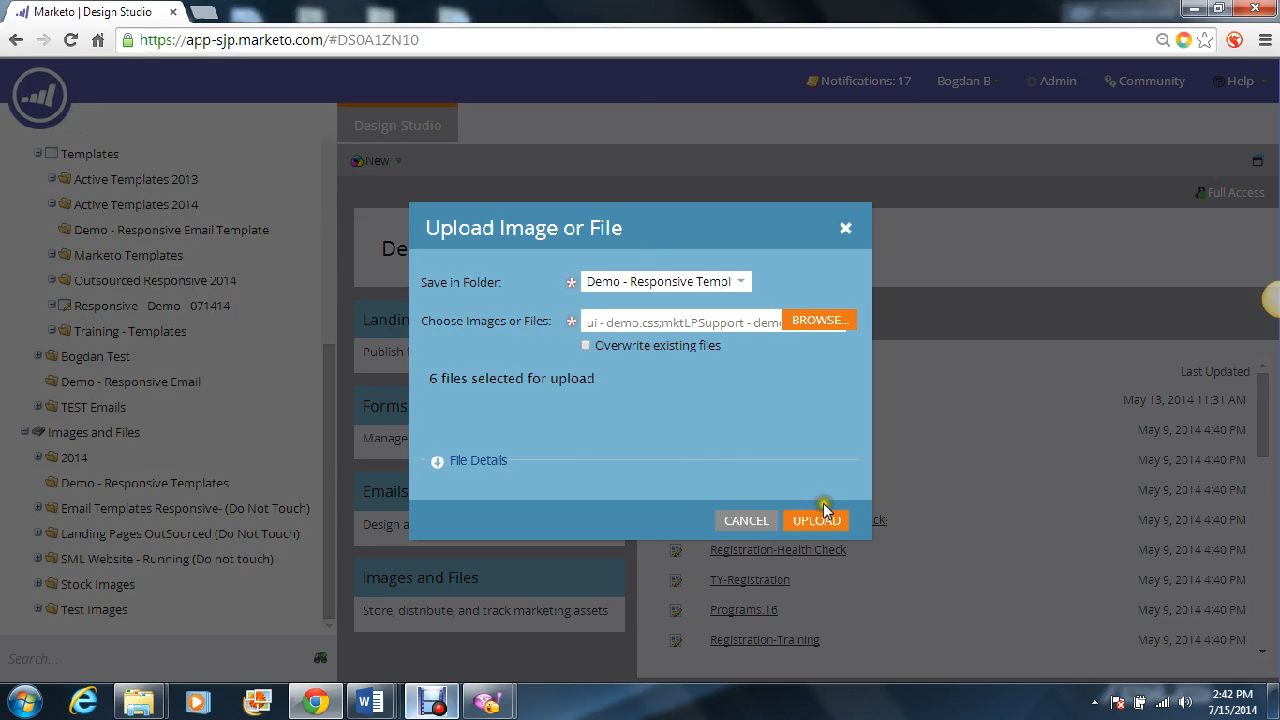 Marketo | Design Studio
https://app-sjp.marketo.com/#DS0A1ZN10
Notifications: 17
Bogdan B
Admin
Community
Help
Design Studio
New
Full Access
Templates
Active Templates 2013
Active Templates 2014
Demo - Responsive Email Template
Marketo Templates
Outsourced Responsive 2014
Responsive - Demo - 071414
Training Templates
Bogdan Test
Demo - Responsive Email
TEST Emails
Images and Files
2014
Demo - Responsive Templates
Email Templates Responsive- (Do Not Touch)
Landing Pages OutSourced (Do Not Touch)
SML Website - Running (Do not touch)
Stock Images
Test Images
Search...
De
Landin
Publish
Forms
Manage
Emails
Design a
Images and Files
Store, distribute, and track marketing assets
Upload Image or File
Save in Folder:
Demo - Responsive Templ
Choose Images or Files:
ui - demo.css;mktLPSupport - demo
BROWSE...
Overwrite existing files
6 files selected for upload
File Details
CANCEL
UPLOAD
Last Updated
May 13, 2014 11:31 AM
May 9, 2014 4:40 PM
May 9, 2014 4:40 PM
May 9, 2014 4:40 PM
May 9, 2014 4:40 PM
Registration-Health Check
May 9, 2014 4:40 PM
TY-Registration
May 9, 2014 4:40 PM
Programs.16
May 9, 2014 4:40 PM
Registration-Training
May 9, 2014 4:40 PM
2:42 PM
7/15/2014